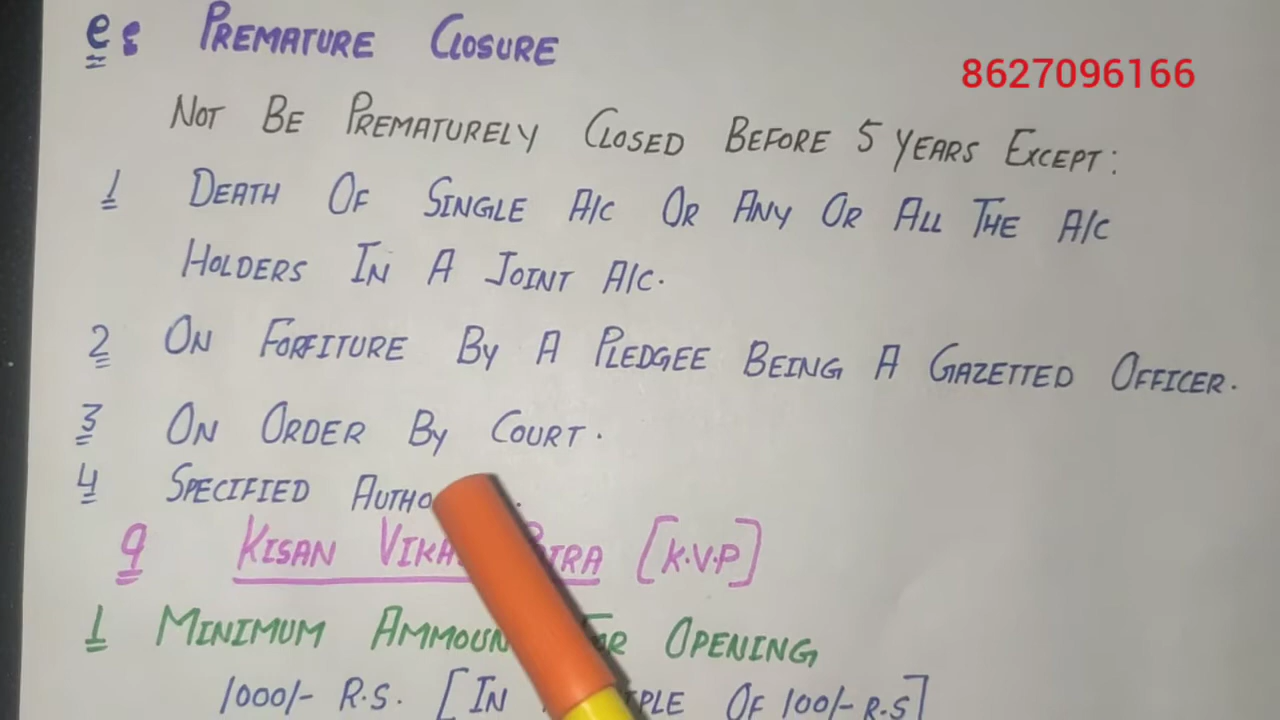 e: PREMATURE CLOSURE
8627096166
NOT BE PREMATURELY CLOSED BEFORE 5 YEARS EXCEPT:
1 DEATH OF SINGLE A/C OR ANY OR ALL THE A/C
HOLDERS IN A JOINT A/C.
2 ON FORFITURE BY A PLEDGEE BEING A GAZETTED OFFICER.
3 ON ORDER BY COURT.
4 SPECIFIED
9 KISAN [K.V.P]
1 MINIMUM OPENING
1000/- R.S. [IN OF 100/- R.S]